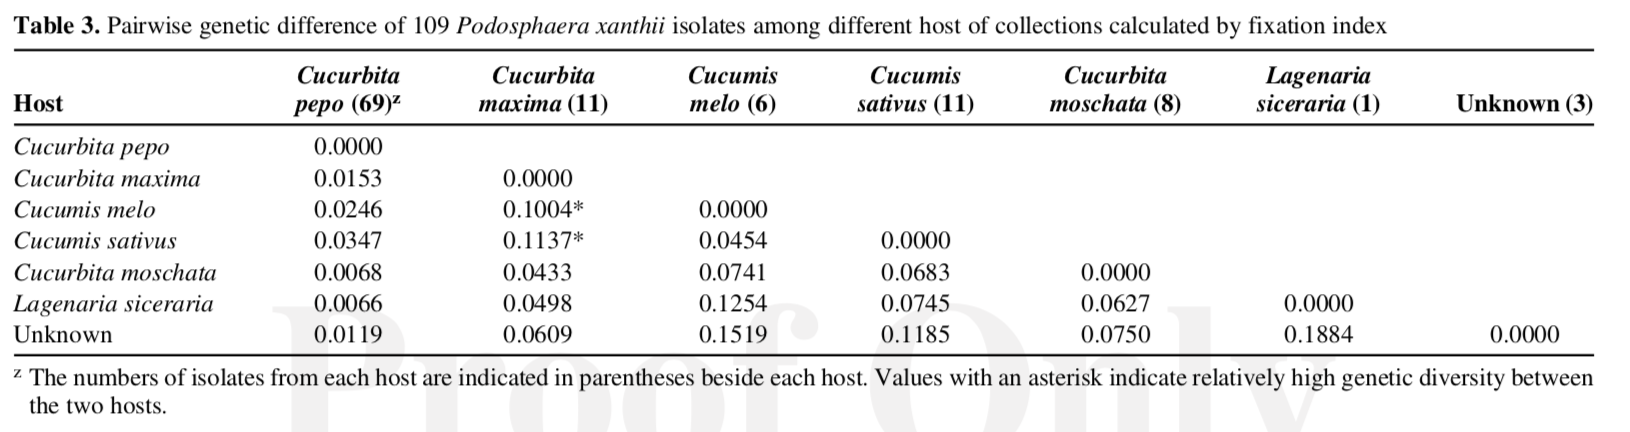 Table 3. Pairwise genetic difference of 109 Podosphaera xanthii isolates among different host of collections calculated by fixation index
Host Cucurbita pepo (69)ᶻ Cucurbita maxima (11) Cucumis melo (6) Cucumis sativus (11) Cucurbita moschata (8) Lagenaria siceraria (1) Unknown (3)
Cucurbita pepo 0.0000
Cucurbita maxima 0.0153 0.0000
Cucumis melo 0.0246 0.1004* 0.0000
Cucumis sativus 0.0347 0.1137* 0.0454 0.0000
Cucurbita moschata 0.0068 0.0433 0.0741 0.0683 0.0000
Lagenaria siceraria 0.0066 0.0498 0.1254 0.0745 0.0627 0.0000
Unknown 0.0119 0.0609 0.1519 0.1185 0.0750 0.1884 0.0000
ᶻ The numbers of isolates from each host are indicated in parentheses beside each host. Values with an asterisk indicate relatively high genetic diversity between
the two hosts.
Proof Only